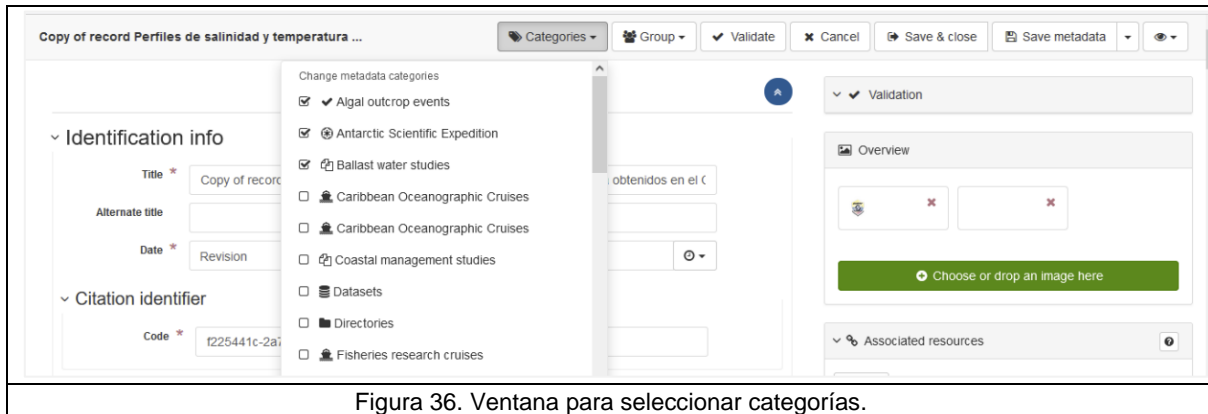 Copy of record Perfiles de salinidad y temperatura ...
Categories
Group
Validate
Cancel
Save & close
Save metadata
Change metadata categories
Algal outcrop events
Antarctic Scientific Expedition
Ballast water studies
Caribbean Oceanographic Cruises
Caribbean Oceanographic Cruises
Coastal management studies
Datasets
Directories
Fisheries research cruises
Identification info
Title *
Copy of record
obtenidos en el
Alternate title
Date *
Revision
Citation identifier
Code *
f225441c-2a7
Validation
Overview
Choose or drop an image here
Associated resources
Figura 36. Ventana para seleccionar categorías.